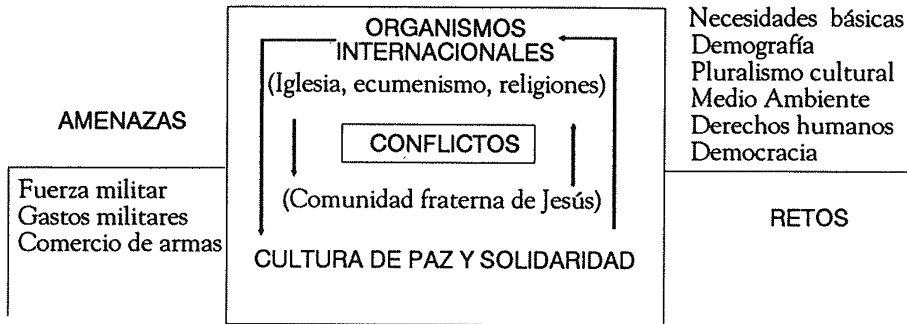 AMENAZAS
Fuerza militar
Gastos militares
Comercio de armas
ORGANISMOS
INTERNACIONALES
(Iglesia, ecumenismo, religiones)
CONFLICTOS
(Comunidad fraterna de Jesús)
CULTURA DE PAZ Y SOLIDARIDAD
Necesidades básicas
Demografía
Pluralismo cultural
Medio Ambiente
Derechos humanos
Democracia
RETOS